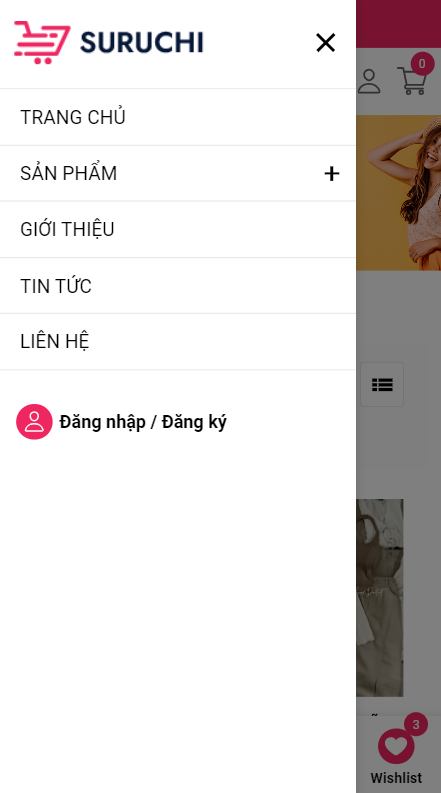 SURUCHI
0
TRANG CHỦ
SẢN PHẨM
GIỚI THIỆU
TIN TỨC
LIÊN HỆ
Đăng nhập / Đăng ký
3
Wishlist